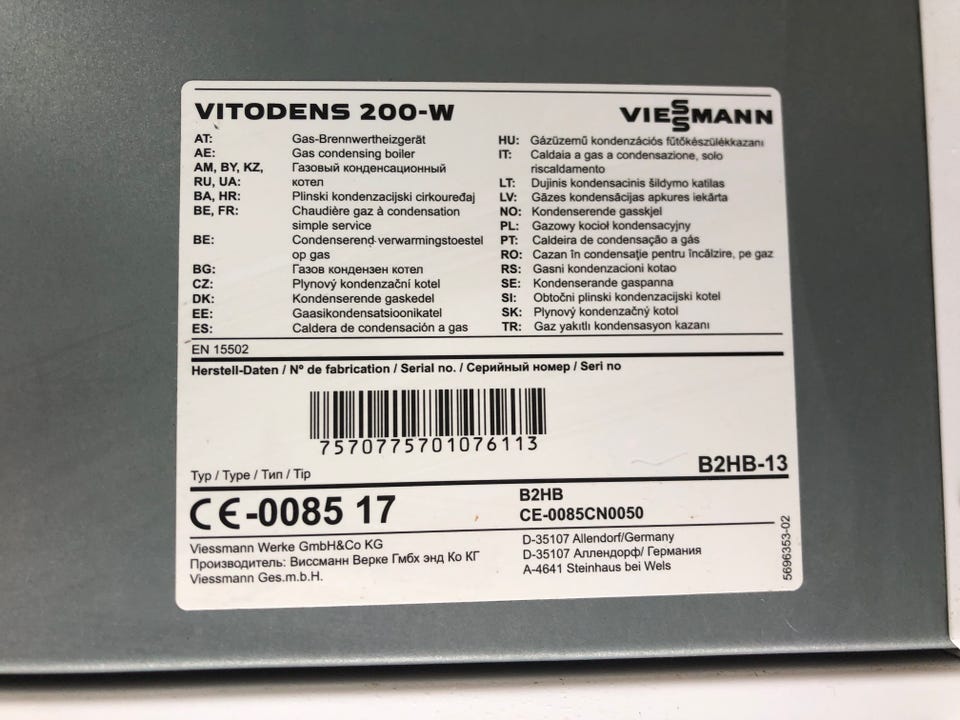 VITODENS 200-W
VIESSMANN
AT: Gas-Brennwertheizgerät
AE: Gas condensing boiler
AM, BY, KZ, Газовый конденсационный
RU, UA: котел
BA, HR: Plinski kondenzacijski cirkouređaj
BE, FR: Chaudière gaz à condensation
simple service
BE: Condenserend verwarmingstoestel
op gas
BG: Газов кондензен котел
CZ: Plynový kondenzační kotel
DK: Kondenserende gaskedel
EE: Gaasikondensatsioonikatel
ES: Caldera de condensación a gas
HU: Gázüzemű kondenzációs fűtőkészülékkazani
IT: Caldaia a gas a condensazione, solo
riscaldamento
LT: Dujinis kondensacinis šildymo katilas
LV: Gāzes kondensācijas apkures iekārta
NO: Kondenserende gasskjel
PL: Gazowy kocioł kondensacyjny
PT: Caldeira de condensação a gás
RO: Cazan în condensaţie pentru încălzire, pe gaz
RS: Gasni kondenzacioni kotao
SE: Kondenserande gaspanna
SI: Obtočni plinski kondenzacijski kotel
SK: Plynový kondenzačný kotol
TR: Gaz yakıtlı kondensasyon kazanı
EN 15502
Herstell-Daten / Nº de fabrication / Serial no. / Серийный номер / Seri no
7570775701076113
Typ / Type / Тип / Tip
B2HB-13
CE-0085 17
B2HB
CE-0085CN0050
Viessmann Werke GmbH&Co KG
Производитель: Виссманн Верке Гмбх энд Ко КГ
Viessmann Ges.m.b.H.
D-35107 Allendorf/Germany
D-35107 Аллендорф/ Германия
A-4641 Steinhaus bei Wels
5696353-02